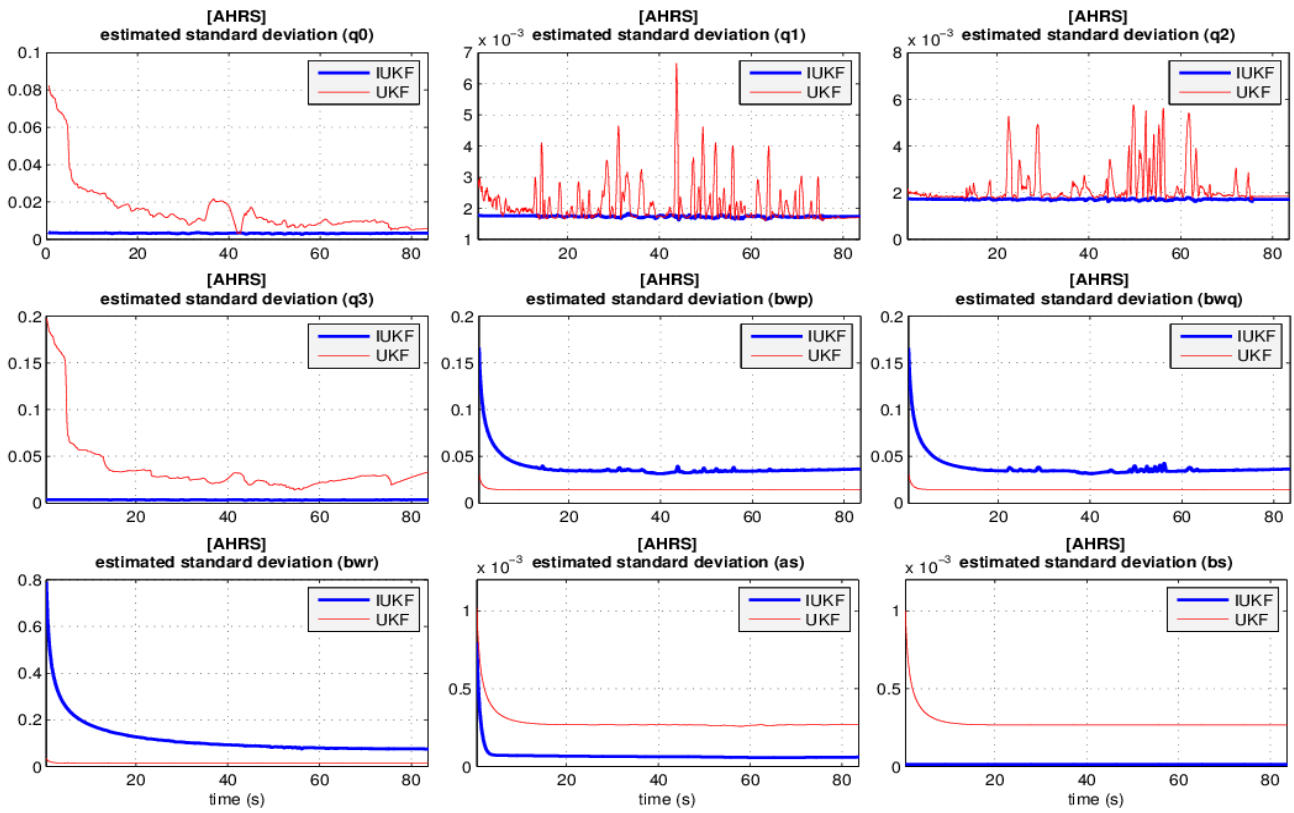 [AHRS]
estimated standard deviation (q0)
0.1
0.08
0.06
0.04
0.02
0
0
20
40
60
80
IUKF
UKF
[AHRS]
x 10⁻³ estimated standard deviation (q1)
7
6
5
4
3
2
1
20
40
60
80
IUKF
UKF
[AHRS]
x 10⁻³ estimated standard deviation (q2)
8
6
4
2
0
20
40
60
80
IUKF
UKF
[AHRS]
estimated standard deviation (q3)
0.2
0.15
0.1
0.05
0
20
40
60
80
IUKF
UKF
[AHRS]
estimated standard deviation (bwp)
0.2
0.15
0.1
0.05
0
20
40
60
80
IUKF
UKF
[AHRS]
estimated standard deviation (bwq)
0.2
0.15
0.1
0.05
0
20
40
60
80
IUKF
UKF
[AHRS]
estimated standard deviation (bwr)
0.8
0.6
0.4
0.2
0
20
40
60
80
time (s)
IUKF
UKF
[AHRS]
x 10⁻³ estimated standard deviation (as)
1
0.5
0
20
40
60
80
time (s)
IUKF
UKF
[AHRS]
x 10⁻³ estimated standard deviation (bs)
1
0.5
0
20
40
60
80
time (s)
IUKF
UKF